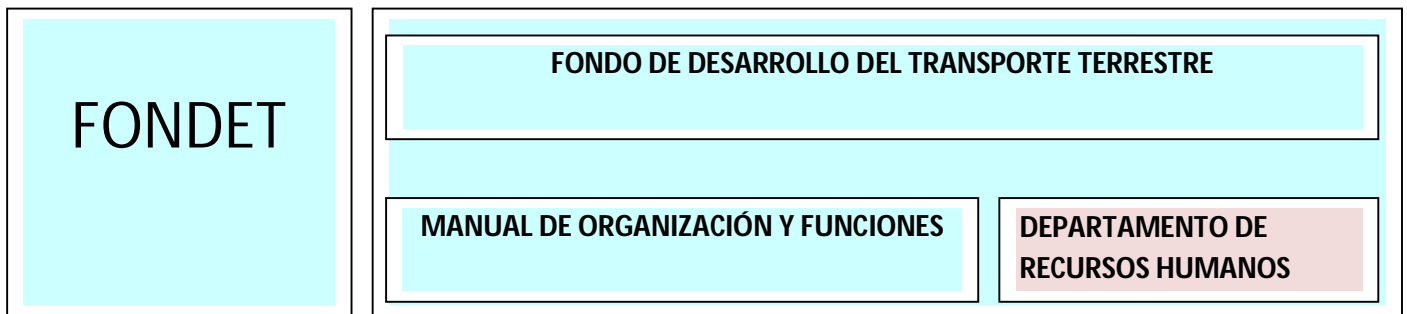 FONDET
FONDO DE DESARROLLO DEL TRANSPORTE TERRESTRE
MANUAL DE ORGANIZACIÓN Y FUNCIONES
DEPARTAMENTO DE
RECURSOS HUMANOS